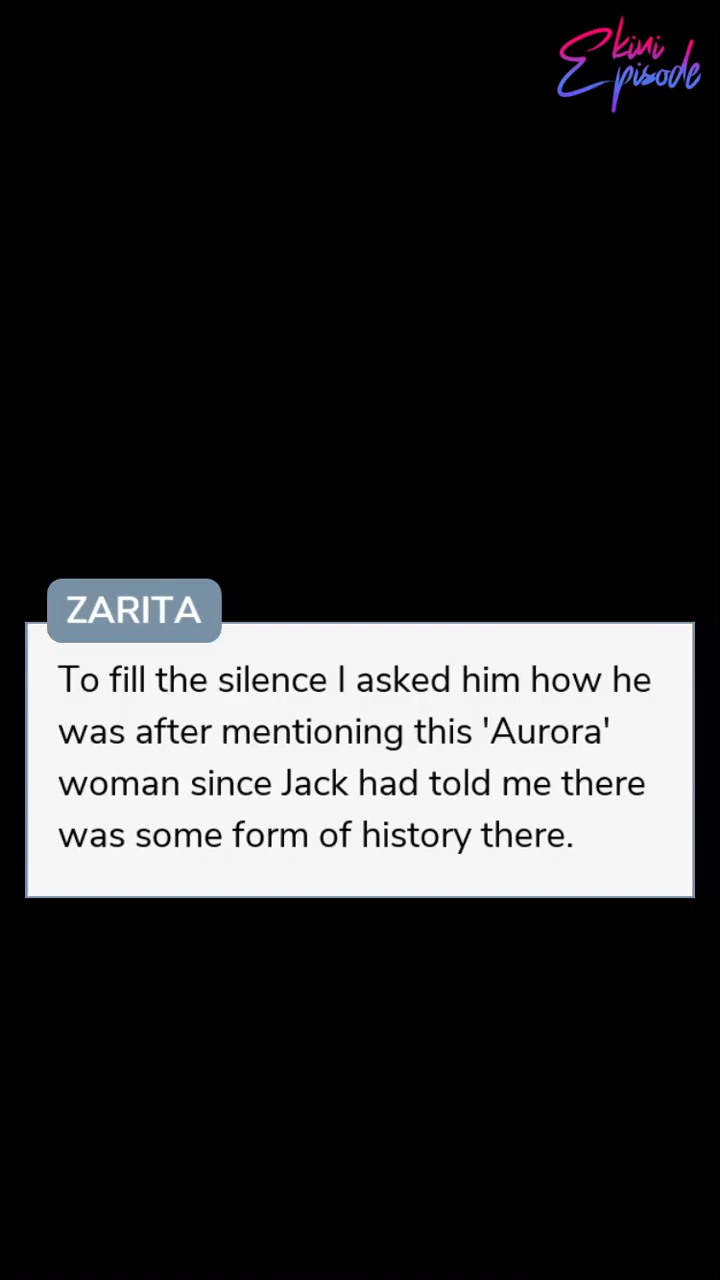 Ekini
Episode
ZARITA
To fill the silence I asked him how he
was after mentioning this 'Aurora'
woman since Jack had told me there
was some form of history there.